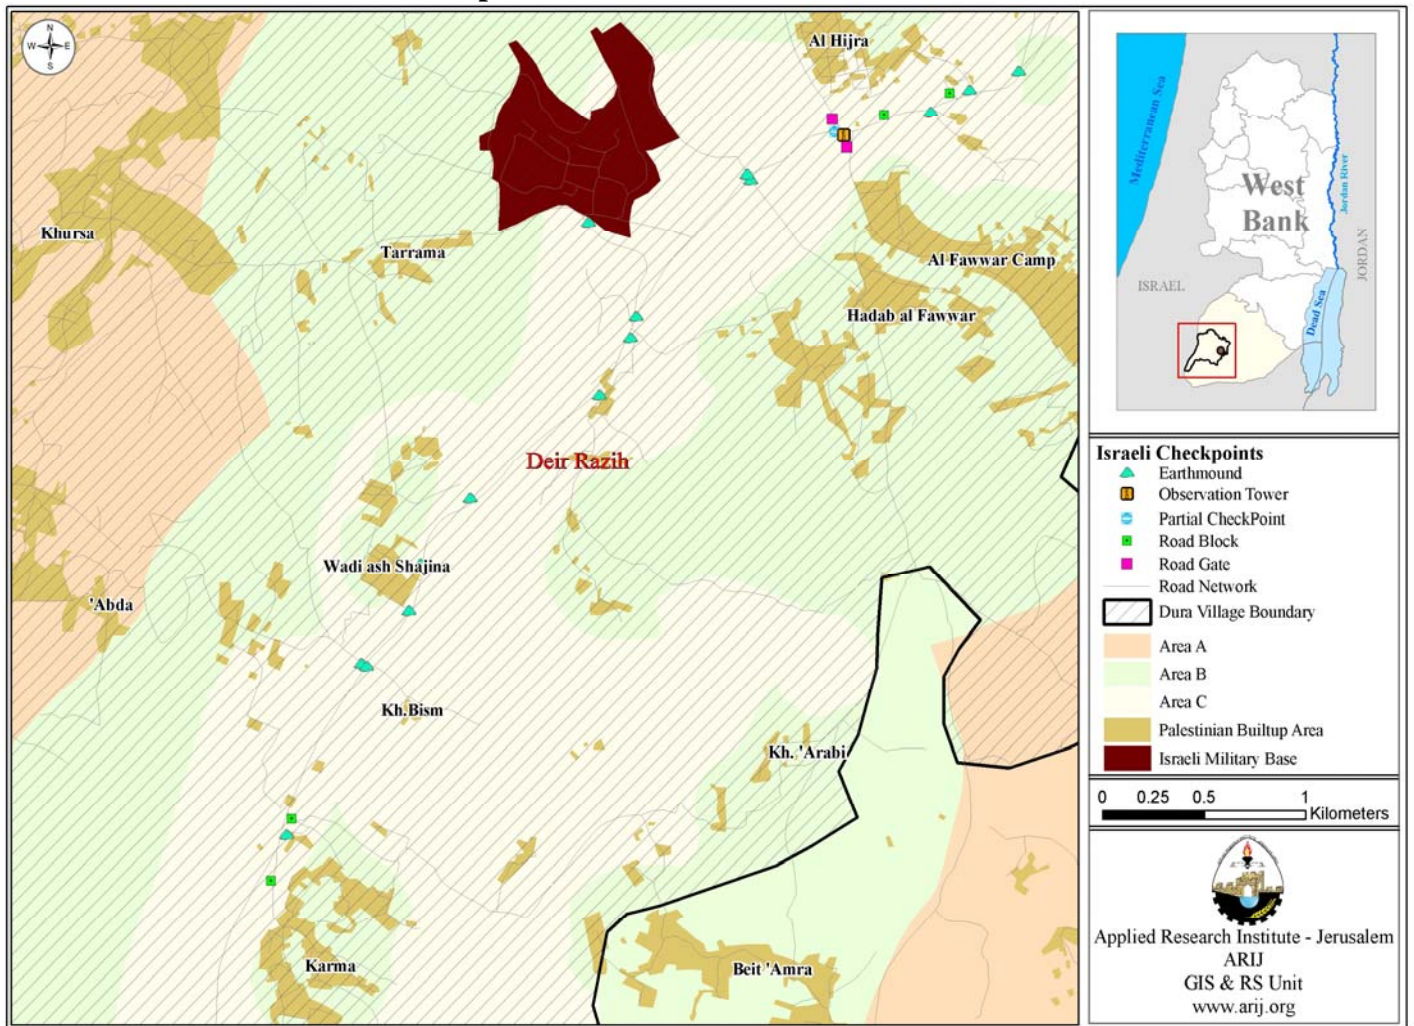 N
W E
S
Al Hijra
Khursa
Tarrama
Al Fawwar Camp
Hadab al Fawwar
Deir Razih
Wadi ash Shajina
'Abda
Kh.Bism
Kh. 'Arabi
Karma
Beit 'Amra
Mediterranean Sea
West
Bank
Jordan River
JORDAN
ISRAEL
Dead Sea
Israeli Checkpoints
Earthmound
Observation Tower
Partial CheckPoint
Road Block
Road Gate
Road Network
Dura Village Boundary
Area A
Area B
Area C
Palestinian Builtup Area
Israeli Military Base
0 0.25 0.5 1
Kilometers
Applied Research Institute - Jerusalem
ARIJ
GIS & RS Unit
www.arij.org